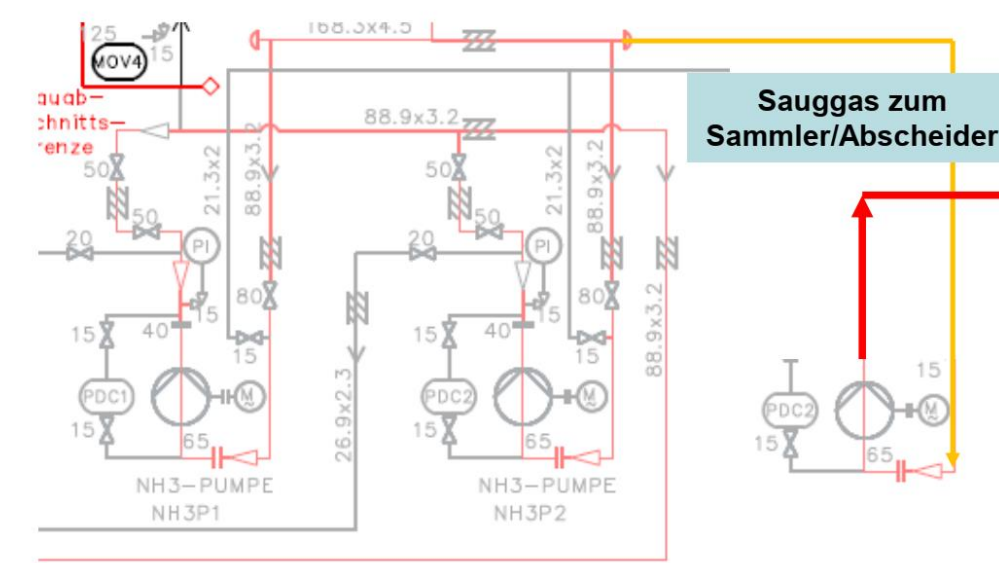 168.3x4.5
25
15
MOV4
auab-
chnitts-
renze
88.9x3.2
Sauggas zum
Sammler/Abscheider
50
21.3x2
88.9x3.2
50
21.3x2
88.9x3.2
50
50
20
PI
20
PI
80
15
80
15
88.9x3.2
15
40
15
15
40
15
15
PDC1
M
PDC2
M
PDC2
M
15
65
26.9x2.3
15
65
15
65
NH3-PUMPE
NH3P1
NH3-PUMPE
NH3P2